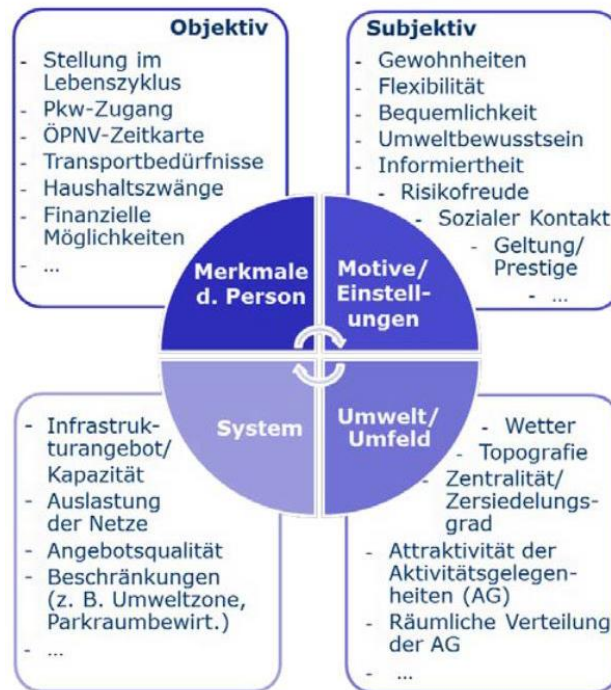 Objektiv
- Stellung im
Lebenszyklus
- Pkw-Zugang
- ÖPNV-Zeitkarte
- Transportbedürfnisse
- Haushaltszwänge
- Finanzielle
Möglichkeiten
- ...
Subjektiv
- Gewohnheiten
- Flexibilität
- Bequemlichkeit
- Umweltbewusstsein
- Informiertheit
- Risikofreude
- Sozialer Kontakt
- Geltung/
Prestige
- ...
Merkmale
d. Person
Motive/
Einstell-
ungen
System
Umwelt/
Umfeld
- Infrastruk-
turangebot/
Kapazität
- Auslastung
der Netze
- Angebotsqualität
- Beschränkungen
(z. B. Umweltzone,
Parkraumbewirt.)
- ...
- Wetter
- Topografie
- Zentralität/
Zersiedelungs-
grad
- Attraktivität der
Aktivitätsgelegen-
heiten (AG)
- Räumliche Verteilung
der AG
- ...